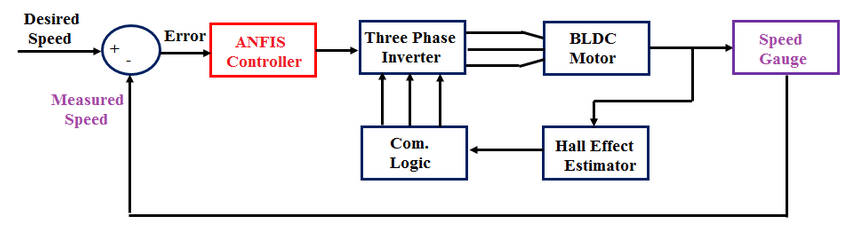 Desired
Speed
+
-
Error
ANFIS
Controller
Three Phase
Inverter
BLDC
Motor
Speed
Gauge
Measured
Speed
Com.
Logic
Hall Effect
Estimator